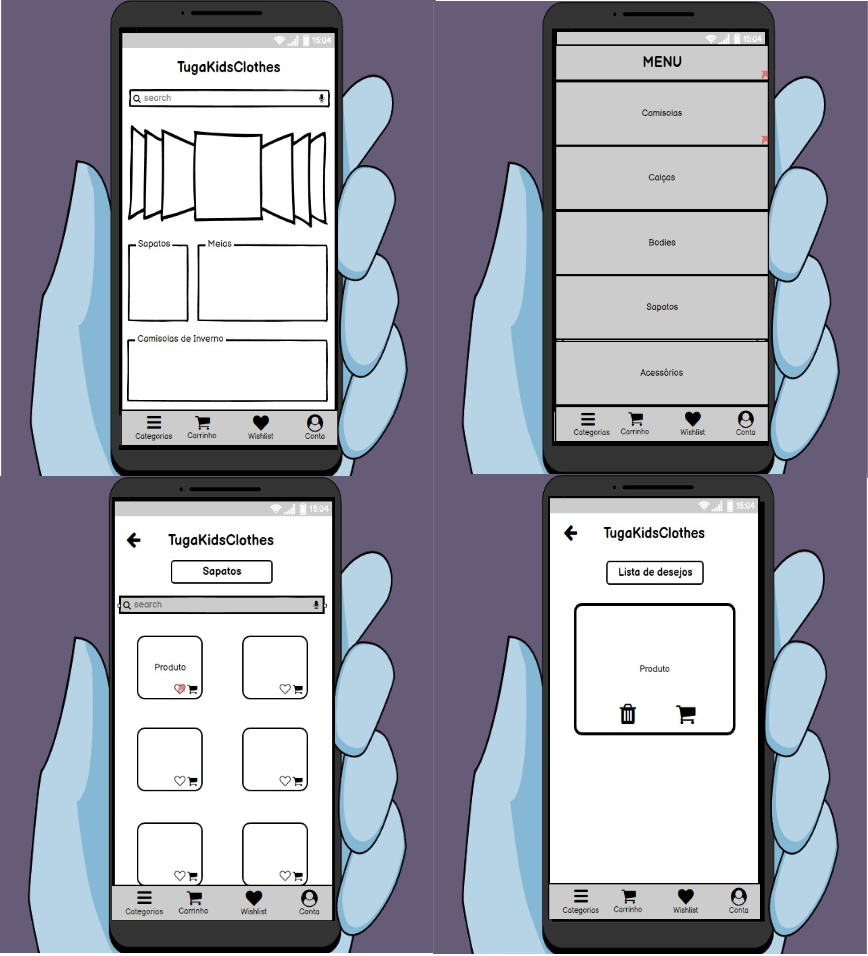 15:04
TugaKidsClothes
search
Sapatos
Meias
Camisolas de Inverno
Categorias Carrinho Wishlist Conta
15:04
MENU
Camisolas
Calças
Bodies
Sapatos
Acessórios
Categorias Carrinho Wishlist Conta
15:04
TugaKidsClothes
Sapatos
search
Produto
Categorias Carrinho Wishlist Conta
15:04
TugaKidsClothes
Lista de desejos
Produto
Categorias Carrinho Wishlist Conta